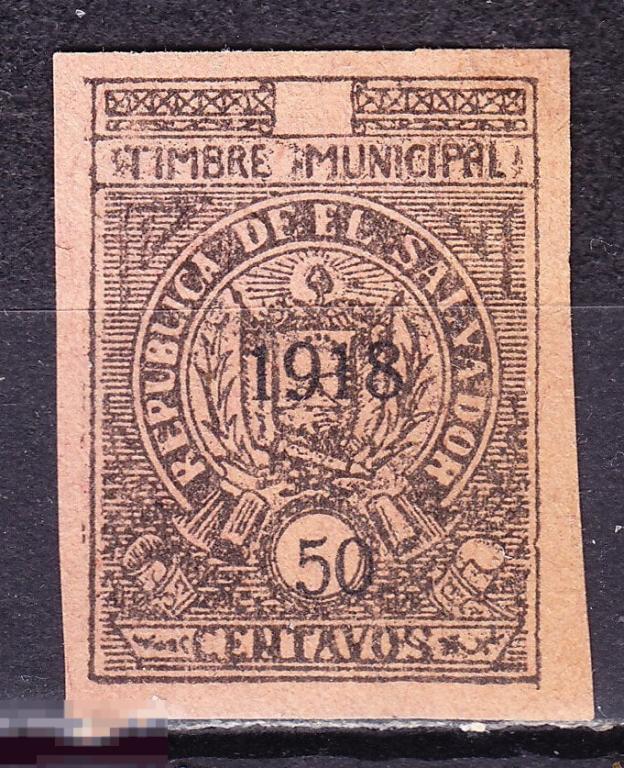 TIMBRE MUNICIPAL
REPUBLICA DE EL SALVADOR
1918
50
CENTAVOS